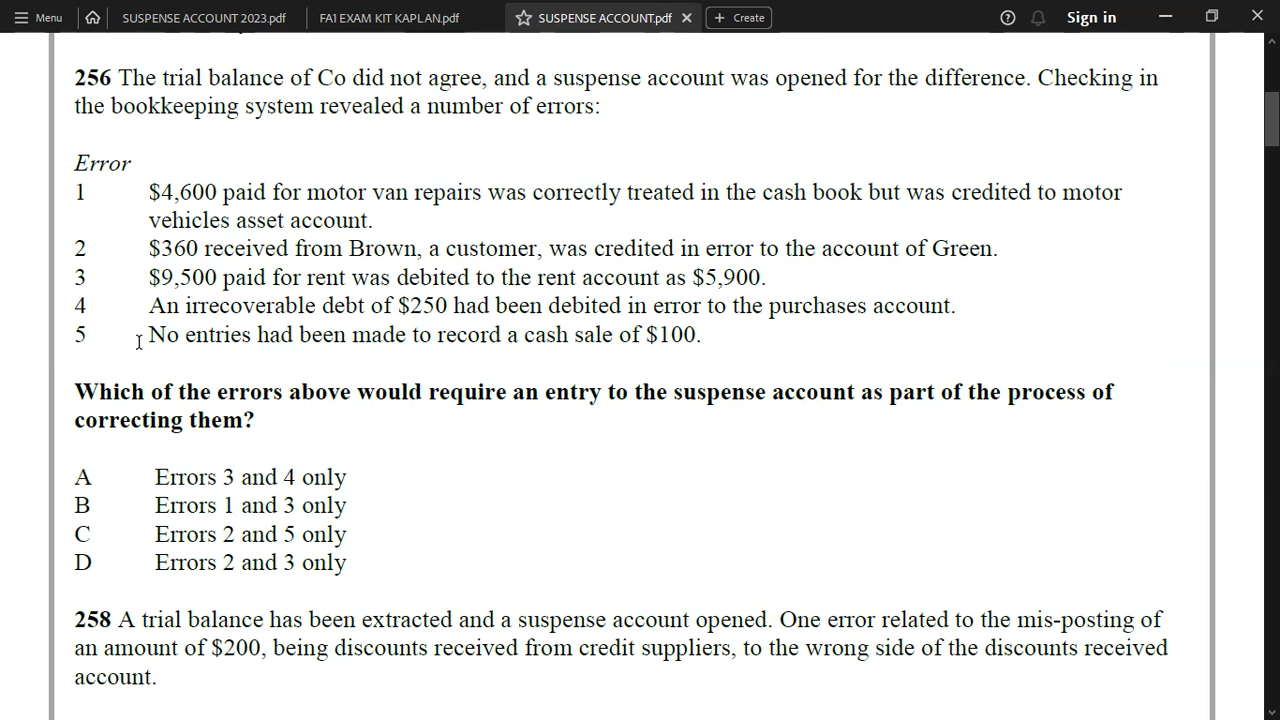 Menu SUSPENSE ACCOUNT 2023.pdf FA1 EXAM KIT KAPLAN.pdf SUSPENSE ACCOUNT.pdf + Create Sign in
256 The trial balance of Co did not agree, and a suspense account was opened for the difference. Checking in
the bookkeeping system revealed a number of errors:
Error
1 $4,600 paid for motor van repairs was correctly treated in the cash book but was credited to motor
vehicles asset account.
2 $360 received from Brown, a customer, was credited in error to the account of Green.
3 $9,500 paid for rent was debited to the rent account as $5,900.
4 An irrecoverable debt of $250 had been debited in error to the purchases account.
5 No entries had been made to record a cash sale of $100.
Which of the errors above would require an entry to the suspense account as part of the process of
correcting them?
A Errors 3 and 4 only
B Errors 1 and 3 only
C Errors 2 and 5 only
D Errors 2 and 3 only
258 A trial balance has been extracted and a suspense account opened. One error related to the mis-posting of
an amount of $200, being discounts received from credit suppliers, to the wrong side of the discounts received
account.